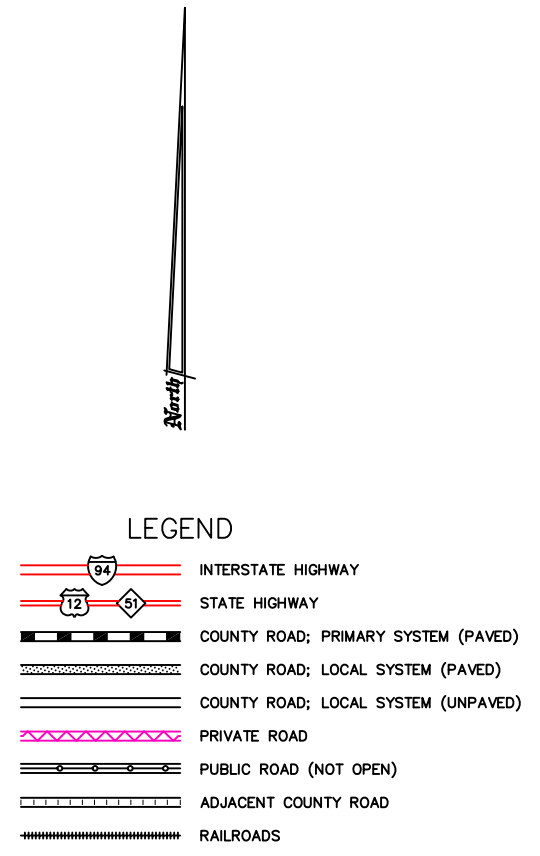 North
LEGEND
94 INTERSTATE HIGHWAY
12 51 STATE HIGHWAY
COUNTY ROAD; PRIMARY SYSTEM (PAVED)
COUNTY ROAD; LOCAL SYSTEM (PAVED)
COUNTY ROAD; LOCAL SYSTEM (UNPAVED)
PRIVATE ROAD
PUBLIC ROAD (NOT OPEN)
ADJACENT COUNTY ROAD
RAILROADS